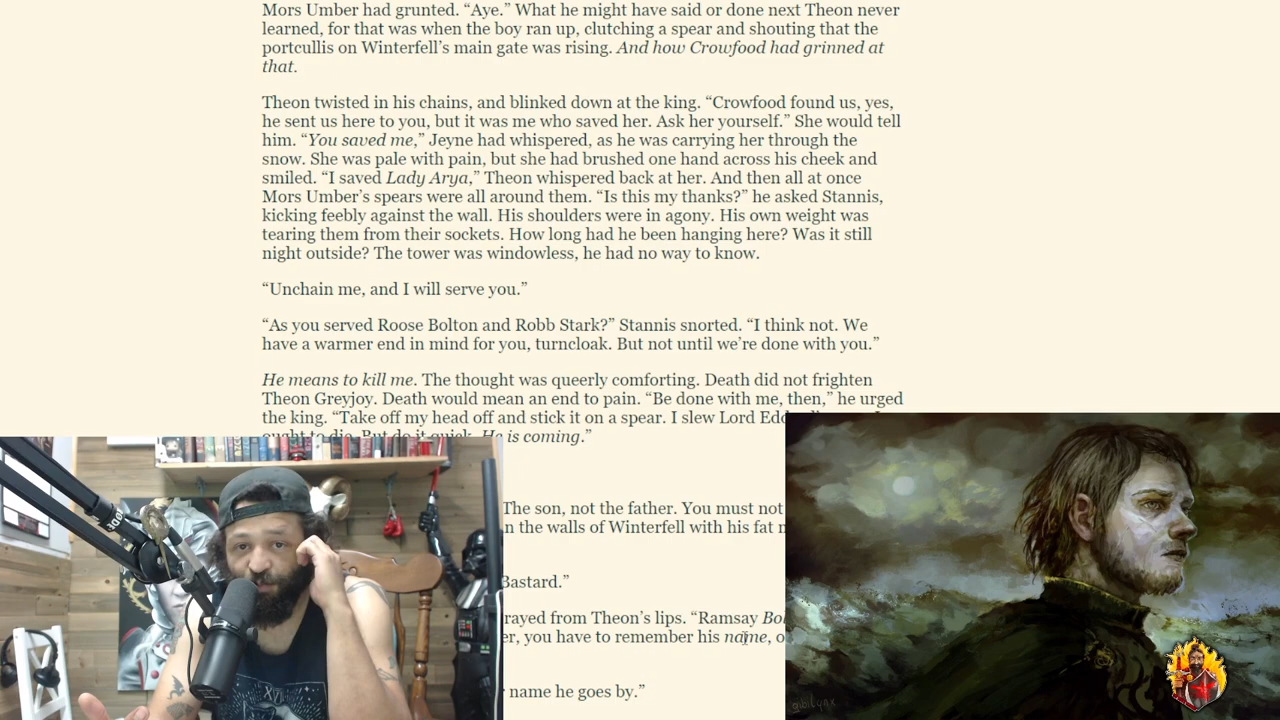 Mors Umber had grunted. “Aye.” What he might have said or done next Theon never
learned, for that was when the boy ran up, clutching a spear and shouting that the
portcullis on Winterfell’s main gate was rising. And how Crowfood had grinned at
that.
Theon twisted in his chains, and blinked down at the king. “Crowfood found us, yes,
he sent us here to you, but it was me who saved her. Ask her yourself.” She would tell
him. “You saved me,” Jeyne had whispered, as he was carrying her through the
snow. She was pale with pain, but she had brushed one hand across his cheek and
smiled. “I saved Lady Arya,” Theon whispered back at her. And then all at once
Mors Umber’s spears were all around them. “Is this my thanks?” he asked Stannis,
kicking feebly against the wall. His shoulders were in agony. His own weight was
tearing them from their sockets. How long had he been hanging here? Was it still
night outside? The tower was windowless, he had no way to know.
“Unchain me, and I will serve you.”
“As you served Roose Bolton and Robb Stark?” Stannis snorted. “I think not. We
have a warmer end in mind for you, turncloak. But not until we’re done with you.”
He means to kill me. The thought was queerly comforting. Death did not frighten
Theon Greyjoy. Death would mean an end to pain. “Be done with me, then,” he urged
the king. “Take off my head off and stick it on a spear. I slew Lord
ought to die. But do it quick. He is coming.”
The son, not the father. You must not
the walls of Winterfell with his fat
Bastard.”
from Theon’s lips. “Ramsay
you have to remember his name,
name he goes by.”